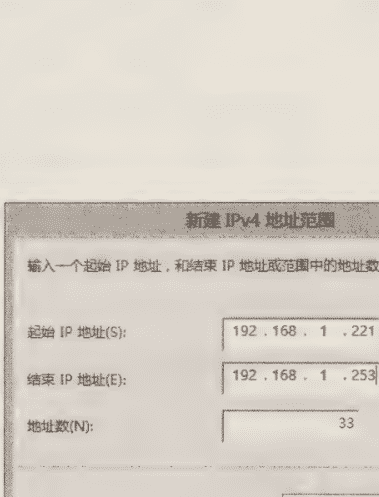 新建 IPv4 地址范围
输入一个起始 IP 地址，和结束 IP 地址或范围中的地址数
起始 IP 地址(S):
192 . 168 . 1 . 221
结束 IP 地址(E):
192 . 168 . 1 . 253
地址数(N):
33